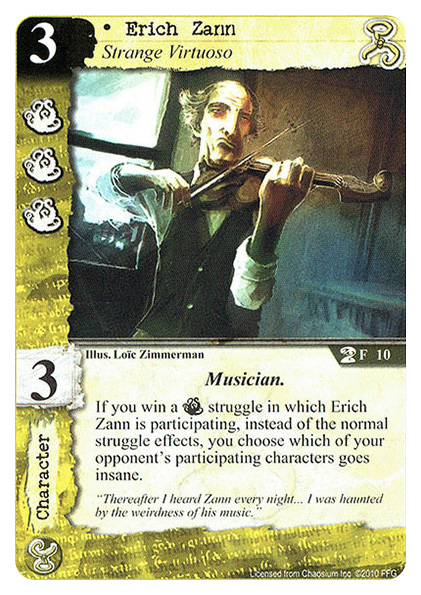 3
• Erich Zann
Strange Virtuoso
Illus. Loïc Zimmerman
F 10
3
Musician.
If you win a struggle in which Erich
Zann is participating, instead of the normal
struggle effects, you choose which of your
opponent's participating characters goes
insane.
“Thereafter I heard Zann every night... I was haunted
by the weirdness of his music.”
Character
Licensed from Chaosium Inc. ©2010 FFG